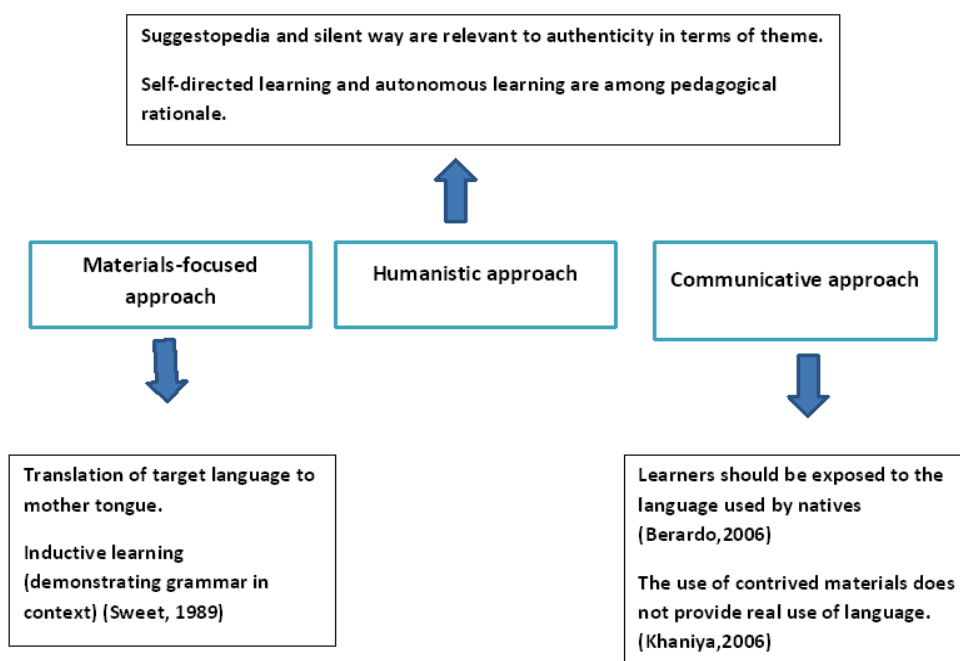 Suggestopedia and silent way are relevant to authenticity in terms of theme.
Self-directed learning and autonomous learning are among pedagogical
rationale.
Materials-focused
approach
Humanistic approach
Communicative approach
Translation of target language to
mother tongue.
Inductive learning
(demonstrating grammar in
context) (Sweet, 1989)
Learners should be exposed to the
language used by natives
(Berardo,2006)
The use of contrived materials does
not provide real use of language.
(Khaniya,2006)